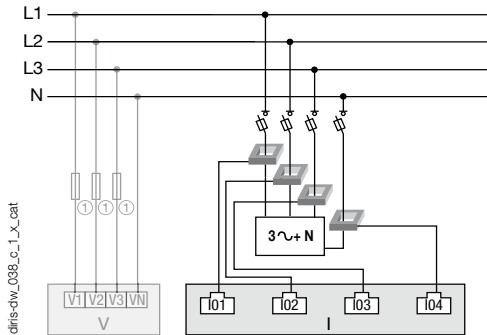 L1
L2
L3
N
1 1 1
3∿+ N
V1 V2 V3 VN
V
I01 I02 I03 I04
I
diris-dw_038_c_1_x_cat